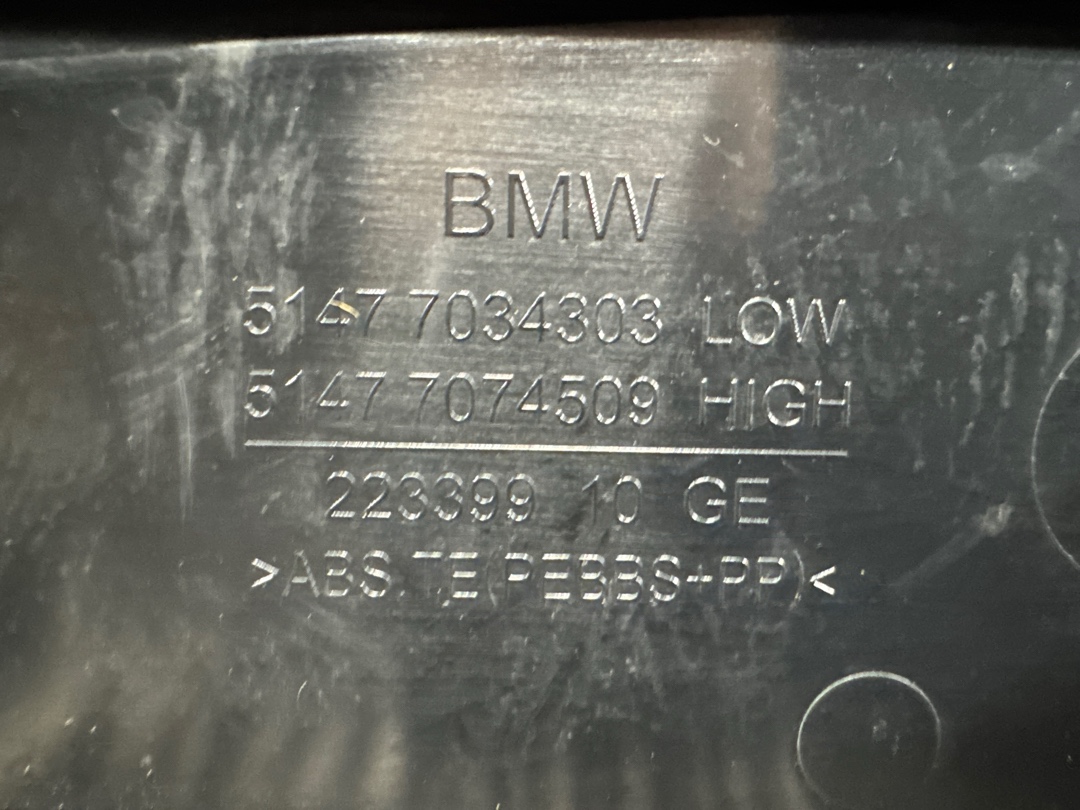 BMW
5147 7034303 LOW
5147 7074509 HIGH
223399 10 GE
>ABS.TE(PEBBS+PP)<